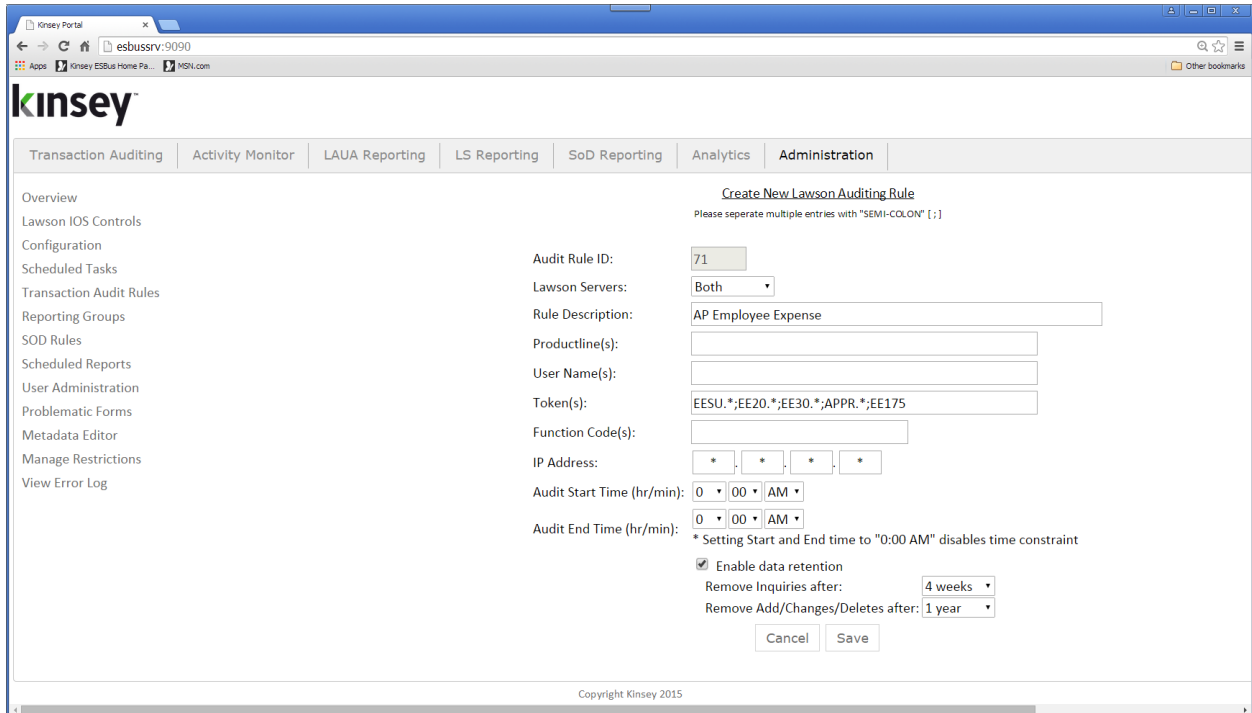 Kinsey Portal
esbussrv:9090
Apps Kinsey ESBus Home Pa... MSN.com Other bookmarks
kinsey™
Transaction Auditing Activity Monitor LAUA Reporting LS Reporting SoD Reporting Analytics Administration
Overview
Lawson IOS Controls
Configuration
Scheduled Tasks
Transaction Audit Rules
Reporting Groups
SOD Rules
Scheduled Reports
User Administration
Problematic Forms
Metadata Editor
Manage Restrictions
View Error Log
Create New Lawson Auditing Rule
Please seperate multiple entries with "SEMI-COLON" [ ; ]
Audit Rule ID: 71
Lawson Servers: Both
Rule Description: AP Employee Expense
Productline(s):
User Name(s):
Token(s): EESU.*;EE20.*;EE30.*;APPR.*;EE175
Function Code(s):
IP Address: * . * . * . *
Audit Start Time (hr/min): 0 00 AM
Audit End Time (hr/min): 0 00 AM
* Setting Start and End time to "0:00 AM" disables time constraint
Enable data retention
Remove Inquiries after: 4 weeks
Remove Add/Changes/Deletes after: 1 year
Cancel Save
Copyright Kinsey 2015